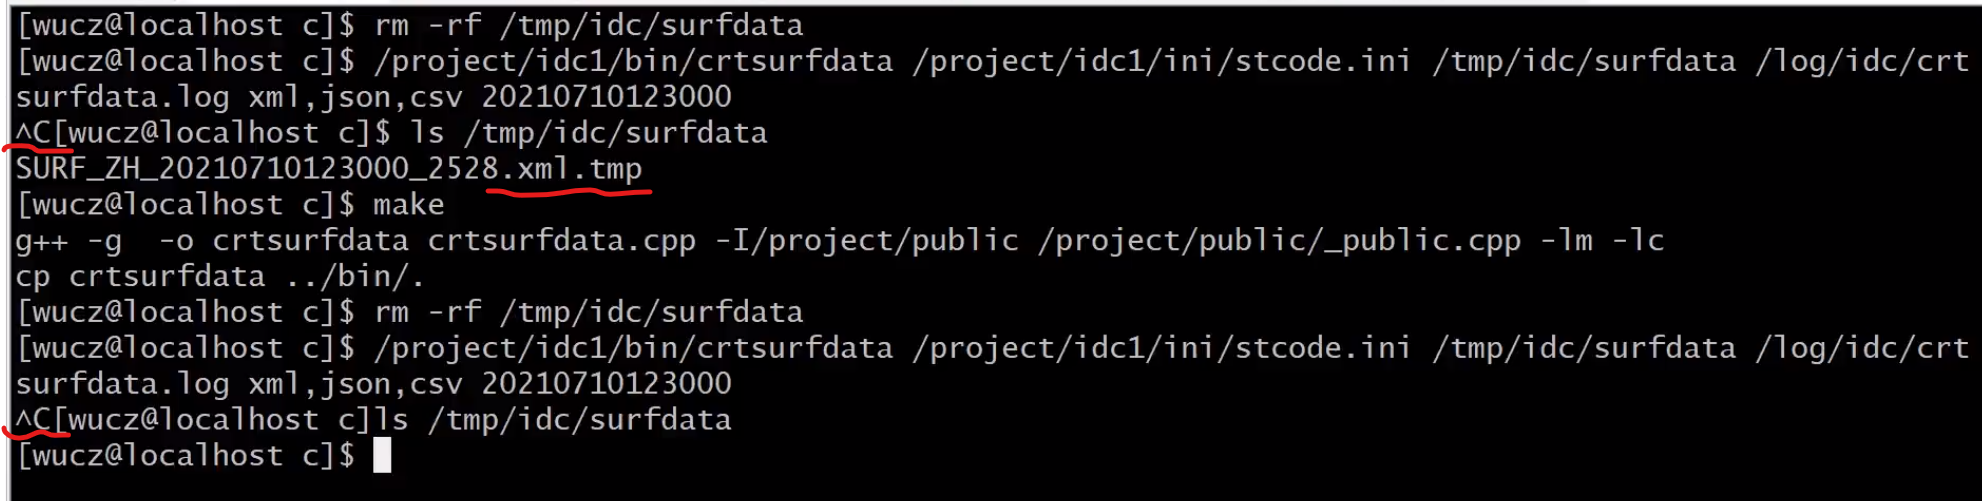 [wucz@localhost c]$ rm -rf /tmp/idc/surfdata
[wucz@localhost c]$ /project/idc1/bin/crtsurfdata /project/idc1/ini/stcode.ini /tmp/idc/surfdata /log/idc/crt
surfdata.log xml,json,csv 20210710123000
^C[wucz@localhost c]$ ls /tmp/idc/surfdata
SURF_ZH_20210710123000_2528.xml.tmp
[wucz@localhost c]$ make
g++ -g  -o crtsurfdata crtsurfdata.cpp -I/project/public /project/public/_public.cpp -lm -lc
cp crtsurfdata ../bin/.
[wucz@localhost c]$ rm -rf /tmp/idc/surfdata
[wucz@localhost c]$ /project/idc1/bin/crtsurfdata /project/idc1/ini/stcode.ini /tmp/idc/surfdata /log/idc/crt
surfdata.log xml,json,csv 20210710123000
^C[wucz@localhost c]ls /tmp/idc/surfdata
[wucz@localhost c]$